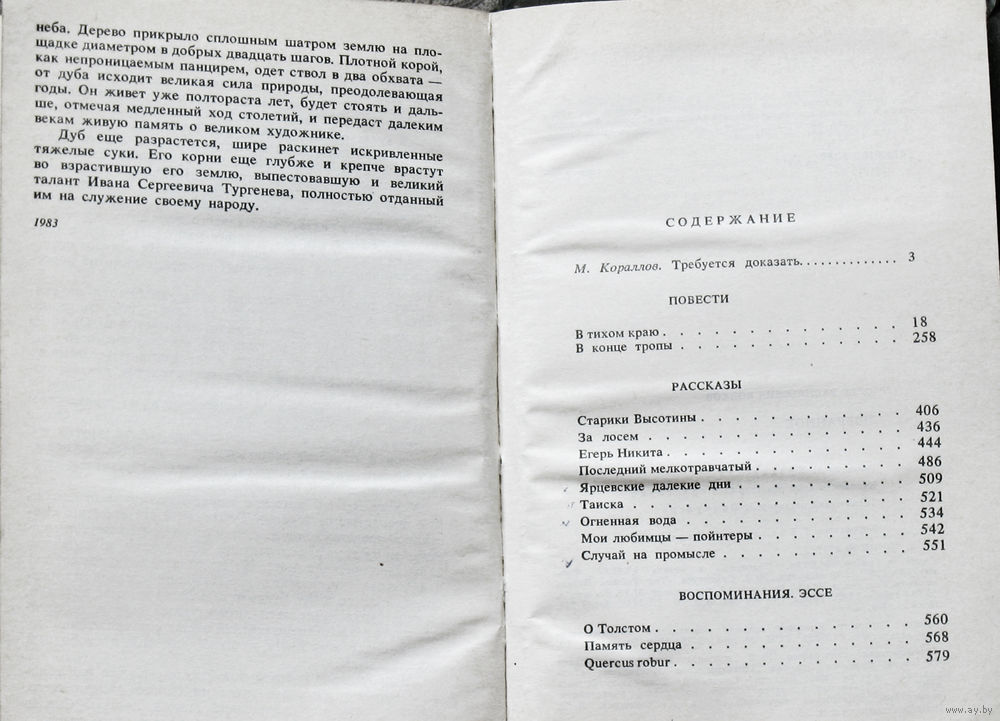 неба. Дерево прикрыло сплошным шатром землю на пло-
щадке диаметром в добрых двадцать шагов. Плотной корой,
как непроницаемым панцирем, одет ствол в два обхвата —
от дуба исходит великая сила природы, преодолевающая
годы. Он живет уже полтораста лет, будет стоять и даль-
ше, отмечая медленный ход столетий, и передаст далеким
векам живую память о великом художнике.
Дуб еще разрастется, шире раскинет искривленные
тяжелые суки. Его корни еще глубже и крепче врастут
во взрастившую его землю, выпестовавшую и великий
талант Ивана Сергеевича Тургенева, полностью отданный
им на служение своему народу.
1983
СОДЕРЖАНИЕ
М. Кораллов. Требуется доказать. . . . . . . . . . . . . . 3
ПОВЕСТИ
В тихом краю . . . . . . . . . . . . . 18
В конце тропы . . . . . . . . . . . . 258
РАССКАЗЫ
Старики Высотины . . . . . . . . . . . 406
За лосем . . . . . . . . . . . . . 436
Егерь Никита . . . . . . . . . . . . 444
Последний мелкотравчатый . . . . . . . . 486
Ярцевские далекие дни . . . . . . . . . 509
Таиска . . . . . . . . . . . . . . 521
Огненная вода . . . . . . . . . . . . 534
Мои любимцы — пойнтеры . . . . . . . . 542
Случай на промысле . . . . . . . . . . 551
ВОСПОМИНАНИЯ. ЭССЕ
О Толстом . . . . . . . . . . . . . 560
Память сердца . . . . . . . . . . . . 568
Quercus robur . . . . . . . . . . . . 579
www.ay.by